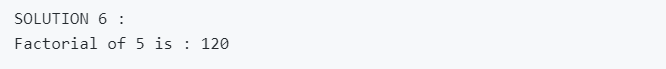 SOLUTION 6 :
Factorial of 5 is : 120